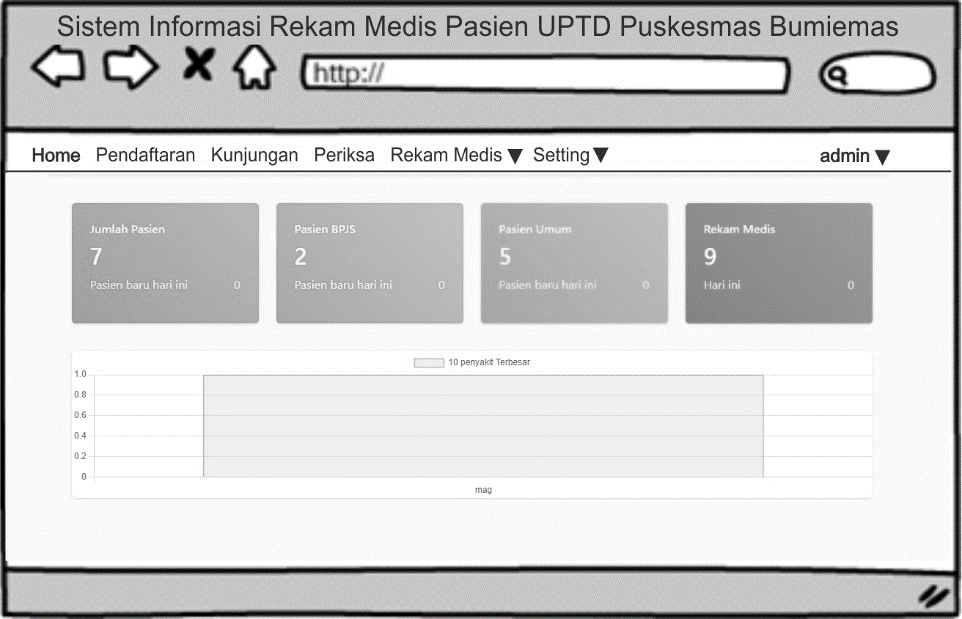 Sistem Informasi Rekam Medis Pasien UPTD Puskesmas Bumiemas
http://
Home Pendaftaran Kunjungan Periksa Rekam Medis ▼ Setting ▼ admin ▼
Jumlah Pasien
7
Pasien baru hari ini 0
Pasien BPJS
2
Pasien baru hari ini 0
Pasien Umum
5
Pasien baru hari ini 0
Rekam Medis
9
Hari ini 0
10 penyakit Terbesar
1.0
0.8
0.6
0.4
0.2
0
mag